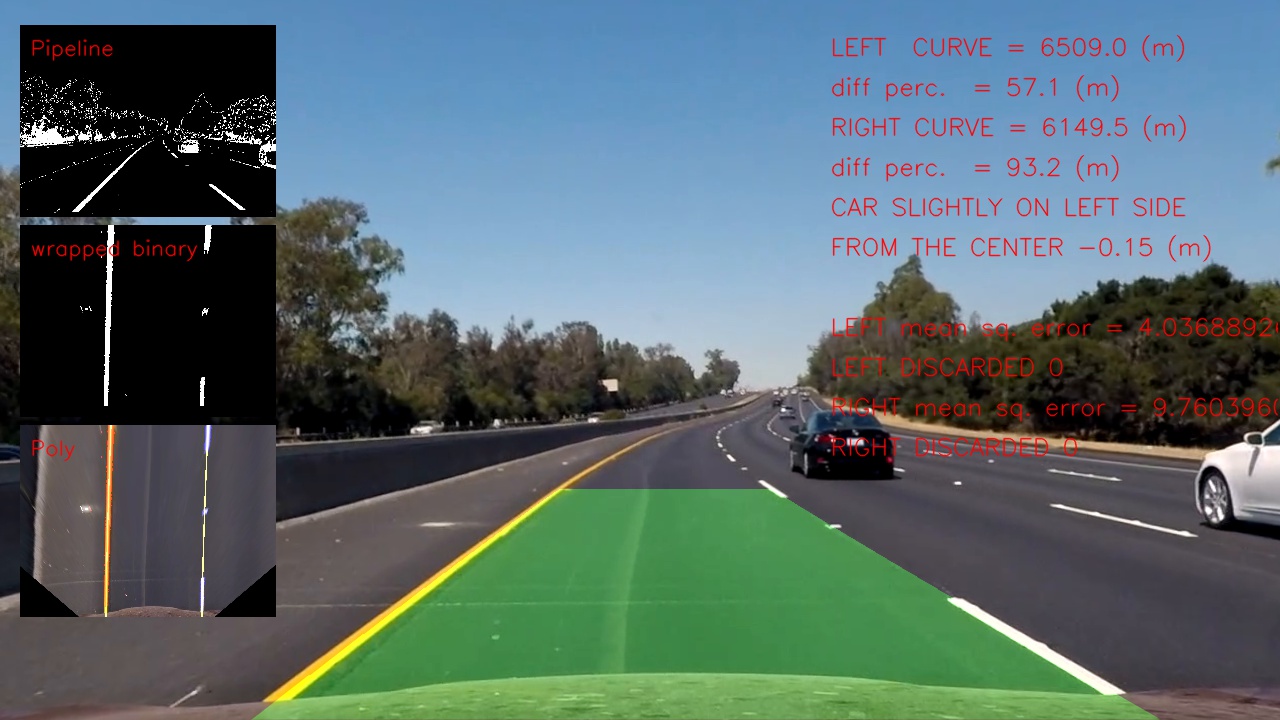 Pipeline
wrapped binary
Poly
LEFT CURVE = 6509.0 (m)
diff perc. = 57.1 (m)
RIGHT CURVE = 6149.5 (m)
diff perc. = 93.2 (m)
CAR SLIGHTLY ON LEFT SIDE
FROM THE CENTER -0.15 (m)
LEFT mean sq. error = 4.0368892
LEFT DISCARDED 0
RIGHT mean sq. error = 9.760396
RIGHT DISCARDED 0